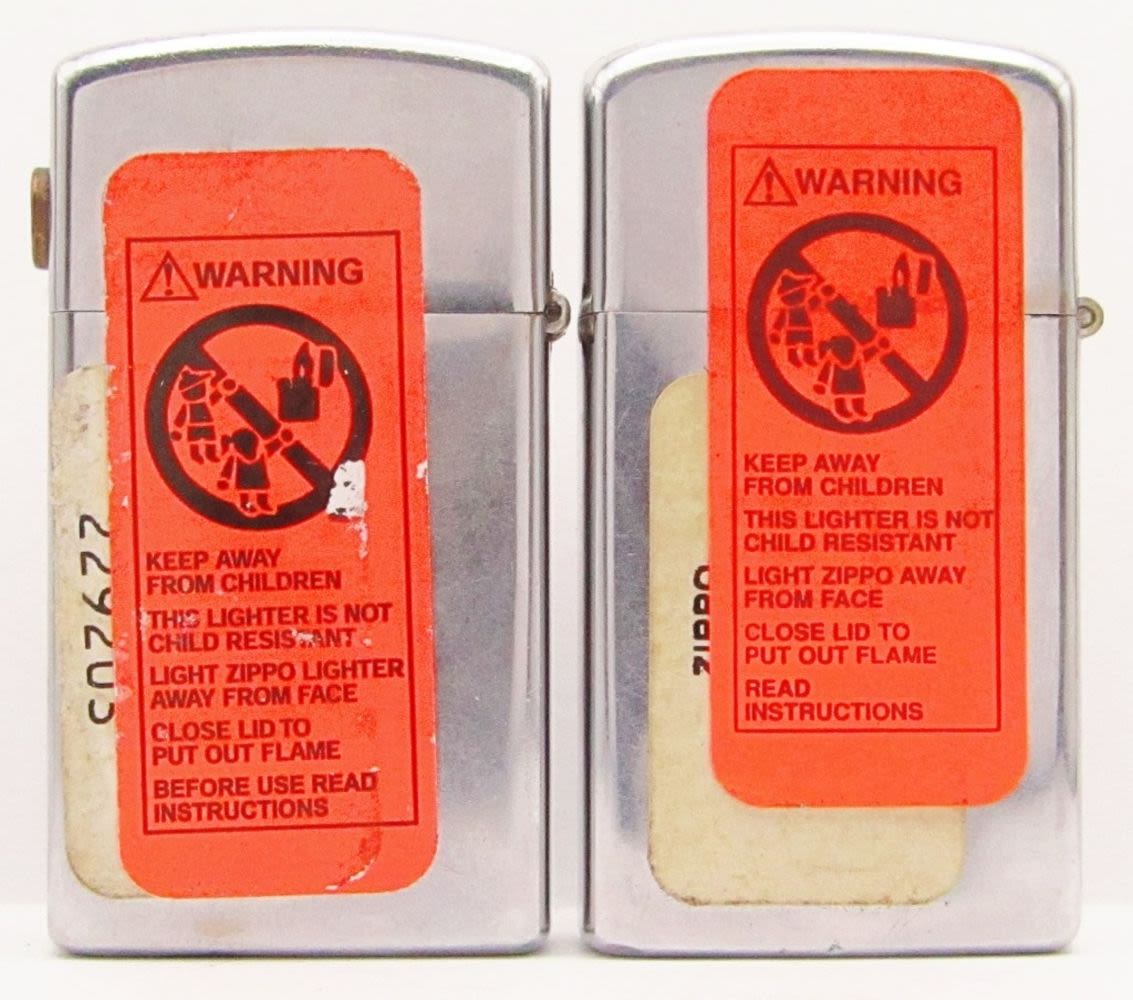 WARNING
KEEP AWAY
FROM CHILDREN
THIS LIGHTER IS NOT
CHILD RESISTANT
LIGHT ZIPPO LIGHTER
AWAY FROM FACE
CLOSE LID TO
PUT OUT FLAME
BEFORE USE READ
INSTRUCTIONS
WARNING
KEEP AWAY
FROM CHILDREN
THIS LIGHTER IS NOT
CHILD RESISTANT
LIGHT ZIPPO AWAY
FROM FACE
CLOSE LID TO
PUT OUT FLAME
READ
INSTRUCTIONS
ZIPPO